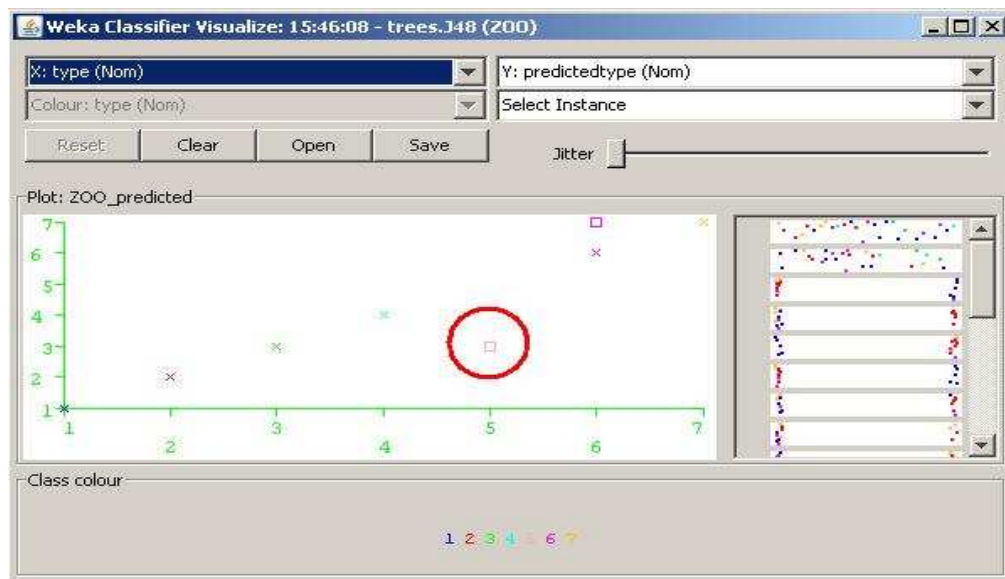 Weka Classifier Visualize: 15:46:08 - trees.J48 (ZOO)
X: type (Nom) Y: predictedtype (Nom)
Colour: type (Nom) Select Instance
Reset Clear Open Save Jitter
Plot: ZOO_predicted
7
6
5
4
3
2
1
1 2 3 4 5 6 7
Class colour
1 2 3 4 5 6 7